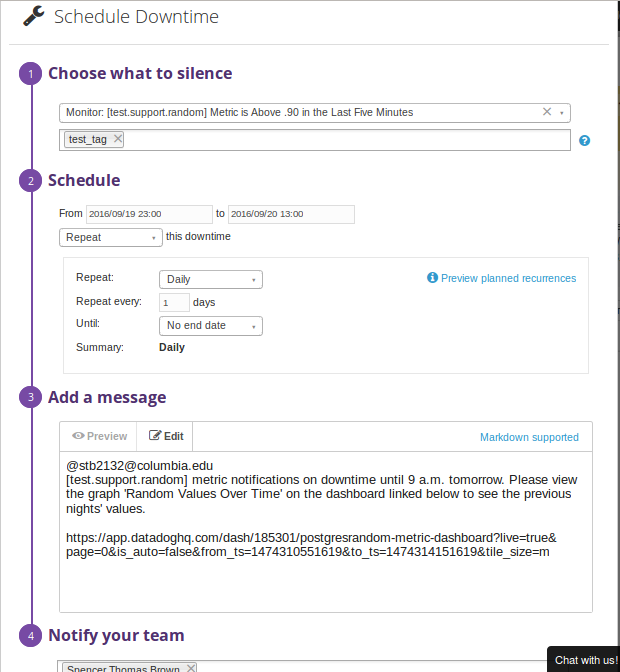 Schedule Downtime
1 Choose what to silence
Monitor: [test.support.random] Metric is Above .90 in the Last Five Minutes
test_tag
2 Schedule
From 2016/09/19 23:00 to 2016/09/20 13:00
Repeat this downtime
Repeat: Daily Preview planned recurrences
Repeat every: 1 days
Until: No end date
Summary: Daily
3 Add a message
Preview Edit Markdown supported
@stb2132@columbia.edu
[test.support.random] metric notifications on downtime until 9 a.m. tomorrow. Please view
the graph 'Random Values Over Time' on the dashboard linked below to see the previous
nights' values.
https://app.datadoghq.com/dash/185301/postgresrandom-metric-dashboard?live=true&
page=0&is_auto=false&from_ts=1474310551619&to_ts=1474314151619&tile_size=m
4 Notify your team
Spencer Thomas Brown
Chat with us!